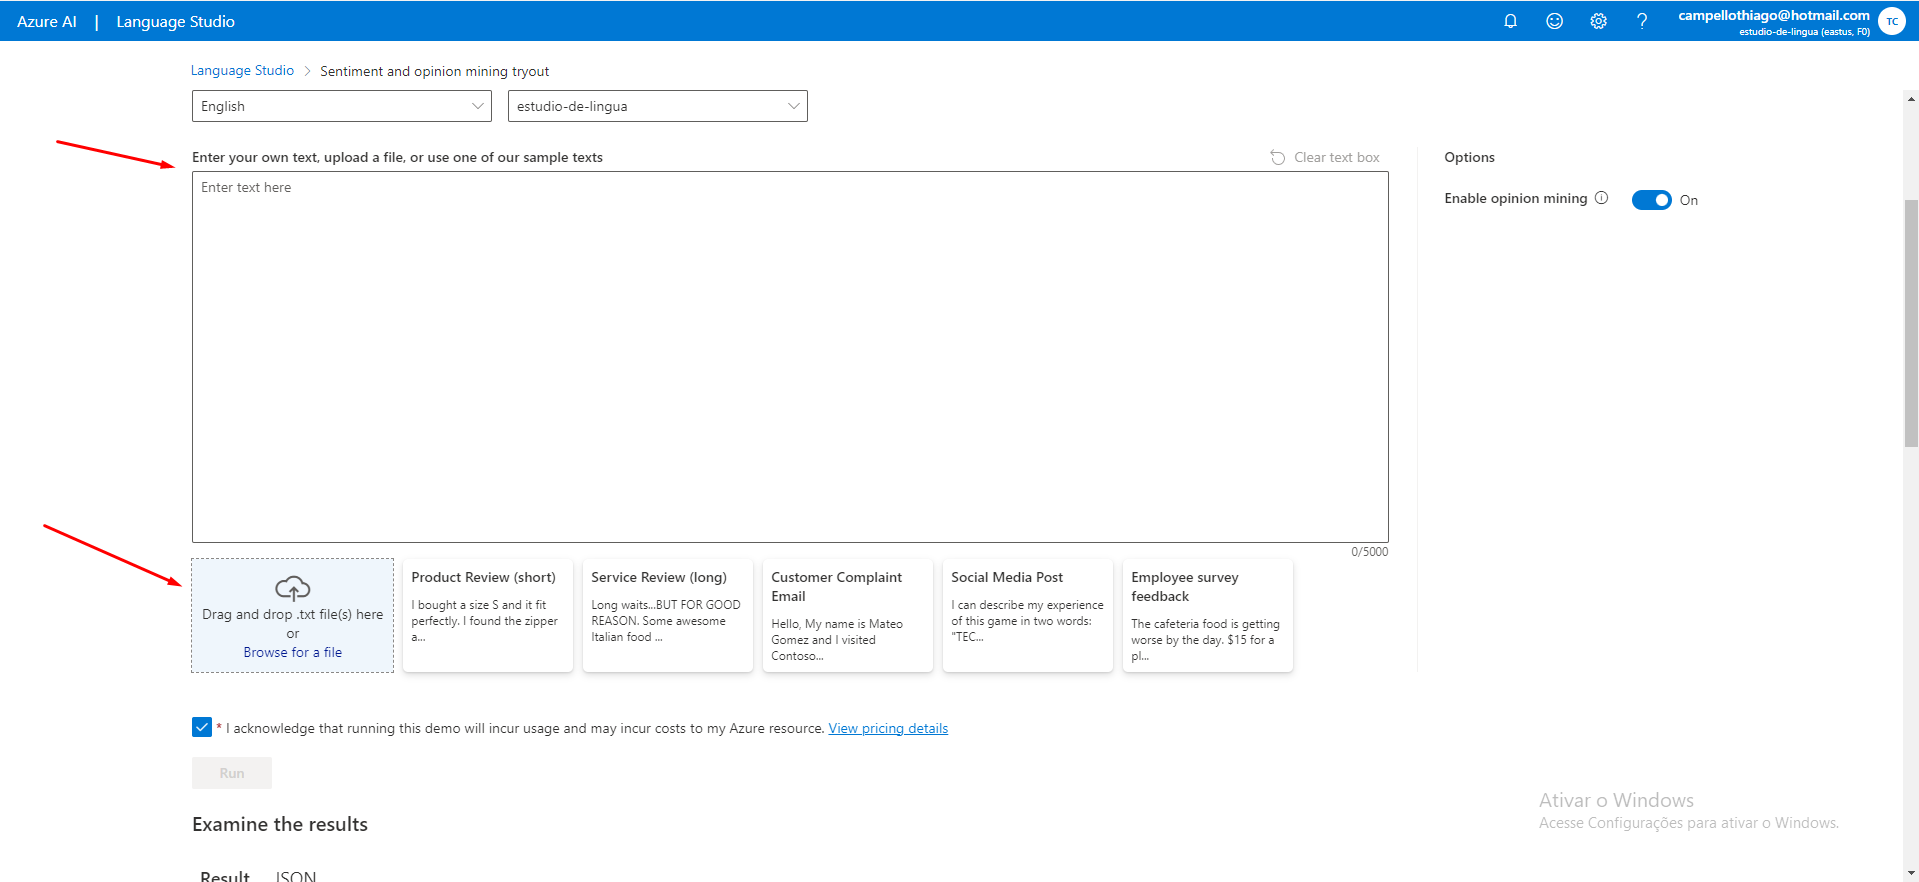 Azure AI | Language Studio
campellothiago@hotmail.com
estudio-de-lingua (eastus, F0)
TC
Language Studio > Sentiment and opinion mining tryout
English
estudio-de-lingua
Enter your own text, upload a file, or use one of our sample texts
Clear text box
Enter text here
0/5000
Options
Enable opinion mining
On
Drag and drop .txt file(s) here
or
Browse for a file
Product Review (short)
I bought a size S and it fit
perfectly. I found the zipper
a...
Service Review (long)
Long waits...BUT FOR GOOD
REASON. Some awesome
Italian food ...
Customer Complaint
Email
Hello, My name is Mateo
Gomez and I visited
Contoso...
Social Media Post
I can describe my experience
of this game in two words:
"TEC...
Employee survey
feedback
The cafeteria food is getting
worse by the day. $15 for a
pl...
* I acknowledge that running this demo will incur usage and may incur costs to my Azure resource. View pricing details
Run
Examine the results
Result
JSON
Ativar o Windows
Acesse Configurações para ativar o Windows.